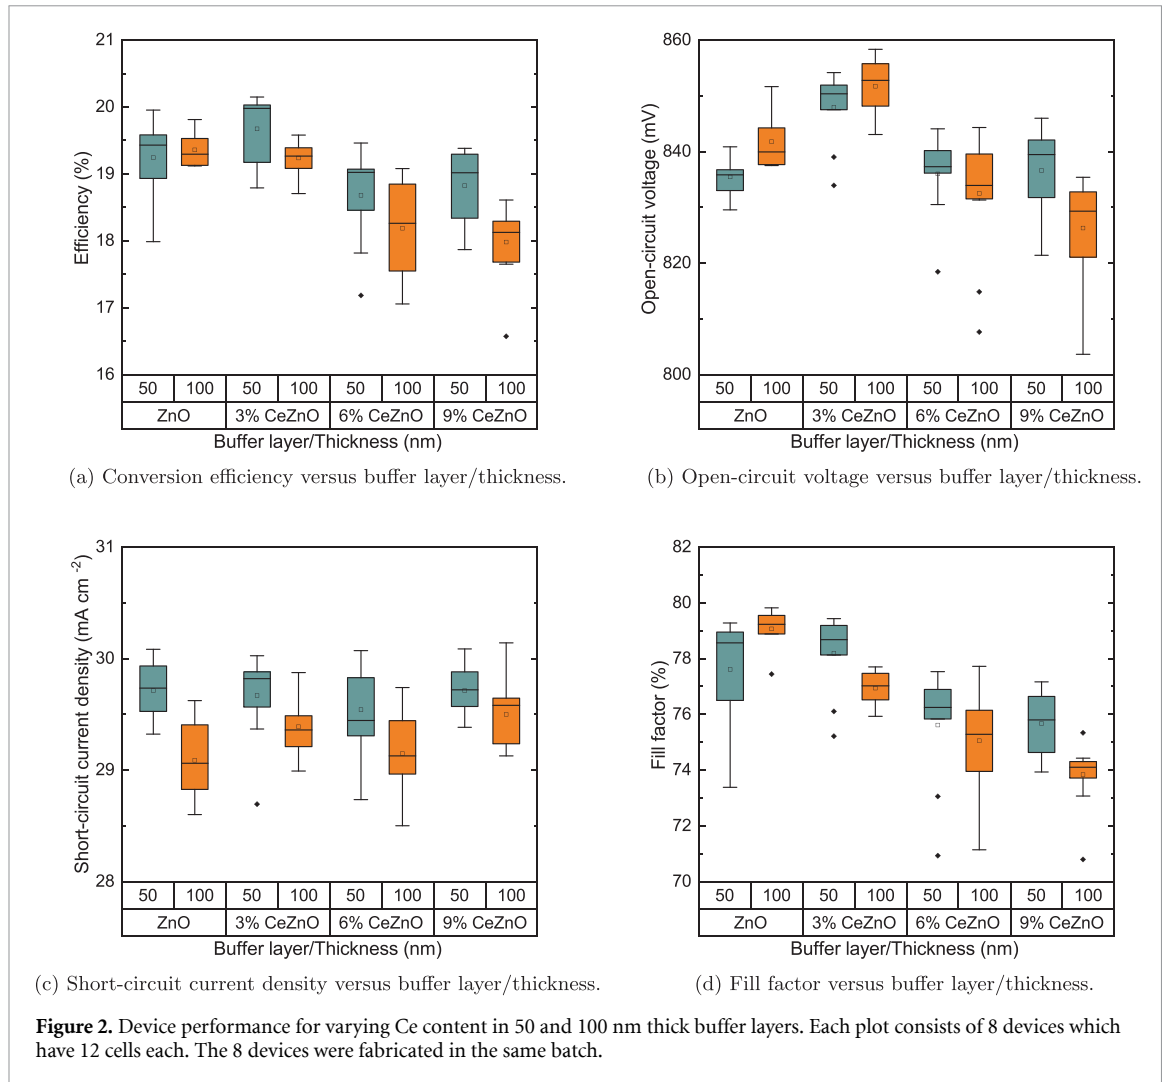 21
20
19
18
17
16
Efficiency (%)
50 100 50 100 50 100 50 100
ZnO 3% CeZnO 6% CeZnO 9% CeZnO
Buffer layer/Thickness (nm)
(a) Conversion efficiency versus buffer layer/thickness.
860
840
820
800
Open-circuit voltage (mV)
50 100 50 100 50 100 50 100
ZnO 3% CeZnO 6% CeZnO 9% CeZnO
Buffer layer/Thickness (nm)
(b) Open-circuit voltage versus buffer layer/thickness.
31
30
29
28
Short-circuit current density (mA cm⁻²)
50 100 50 100 50 100 50 100
ZnO 3% CeZnO 6% CeZnO 9% CeZnO
Buffer layer/Thickness (nm)
(c) Short-circuit current density versus buffer layer/thickness.
82
80
78
76
74
72
70
Fill factor (%)
50 100 50 100 50 100 50 100
ZnO 3% CeZnO 6% CeZnO 9% CeZnO
Buffer layer/Thickness (nm)
(d) Fill factor versus buffer layer/thickness.
Figure 2. Device performance for varying Ce content in 50 and 100 nm thick buffer layers. Each plot consists of 8 devices which
have 12 cells each. The 8 devices were fabricated in the same batch.